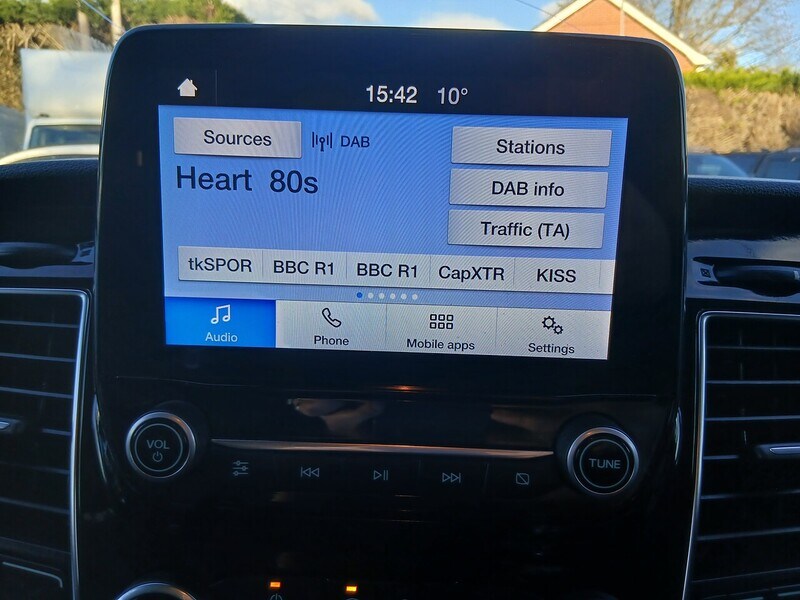 15:42 10°
Sources DAB Stations
Heart 80s DAB info
Traffic (TA)
tkSPOR BBC R1 BBC R1 CapXTR KISS
Audio Phone Mobile apps Settings
VOL TUNE